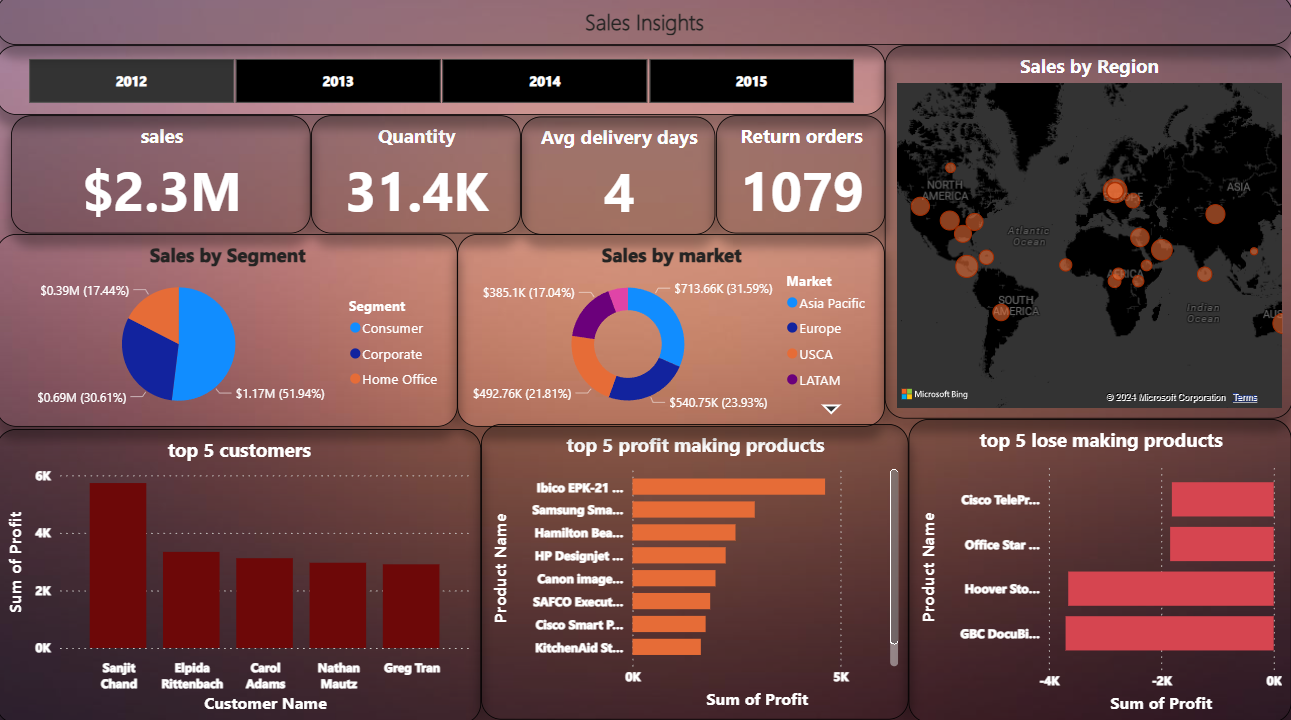 Sales Insights
2012
2013
2014
2015
sales
$2.3M
Quantity
31.4K
Avg delivery days
4
Return orders
1079
Sales by Region
NORTH
AMERICA
EUROPE
ASIA
Atlantic
Ocean
AFRICA
SOUTH
AMERICA
Indian
Ocean
AUS
Microsoft Bing
© 2024 Microsoft Corporation
Terms
Sales by Segment
$0.39M (17.44%)
$0.69M (30.61%)
$1.17M (51.94%)
Segment
Consumer
Corporate
Home Office
Sales by market
$385.1K (17.04%)
$713.66K (31.59%)
$492.76K (21.81%)
$540.75K (23.93%)
Market
Asia Pacific
Europe
USCA
LATAM
top 5 customers
Sum of Profit
6K
4K
2K
0K
Sanjit
Chand
Elpida
Rittenbach
Carol
Adams
Nathan
Mautz
Greg Tran
Customer Name
top 5 profit making products
Product Name
Ibico EPK-21 ...
Samsung Sma...
Hamilton Bea...
HP Designjet ...
Canon image...
SAFCO Execut...
Cisco Smart P...
KitchenAid St...
0K
5K
Sum of Profit
top 5 lose making products
Product Name
Cisco TelePr...
Office Star ...
Hoover Sto...
GBC DocuBi...
-4K
-2K
0K
Sum of Profit